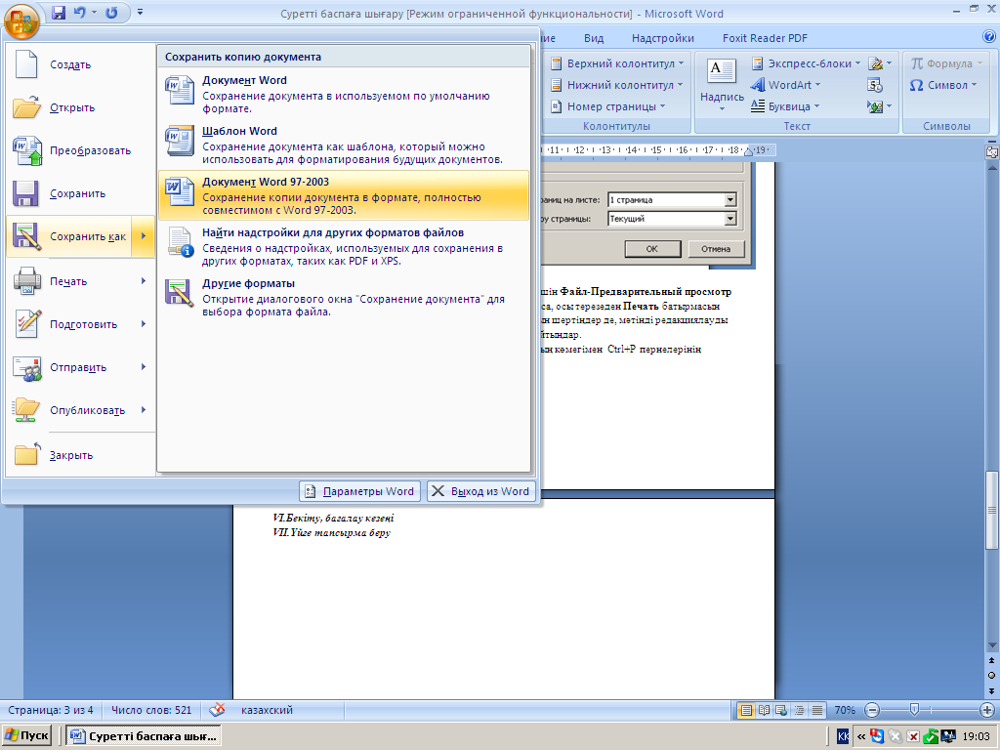 Суретті баспаға шығару [Режим ограниченной функциональности] - Microsoft Word
Вид Надстройки Foxit Reader PDF
Верхний колонтитул
Нижний колонтитул
Номер страницы
Колонтитулы
Надпись
Экспресс-блоки
WordArt
Буквица
Текст
Формула
Символ
Символы
Создать
Открыть
Преобразовать
Сохранить
Сохранить как
Печать
Подготовить
Отправить
Опубликовать
Закрыть
Сохранить копию документа
Документ Word
Сохранение документа в используемом по умолчанию
формате.
Шаблон Word
Сохранение документа как шаблона, который можно
использовать для форматирования будущих документов.
Документ Word 97-2003
Сохранение копии документа в формате, полностью
совместимом с Word 97-2003.
Найти надстройки для других форматов файлов
Сведения о надстройках, используемых для сохранения в
других форматах, таких как PDF и XPS.
Другие форматы
Открытие диалогового окна "Сохранение документа" для
выбора формата файла.
Параметры Word
Выход из Word
·11·ı·12·ı·13·ı·14·ı·15·ı·16·ı·17·ı·18·ı·19·
раниц на листе: 1 страница
ру страницы: Текущий
ОК Отмена
шін Файл-Предварительный просмотр
са, осы терезеден Печать батырмасын
ын шертіңдер де, мәтінді редакциялауды
йтыңдар.
ың көмегімен Ctrl+P пернелерінің
VI.Бекіту, бағалау кезеңі
VII.Үйге тапсырма беру
Страница: 3 из 4 Число слов: 521 казахский 70%
Пуск Суретті баспаға шығ... KK « 19:03